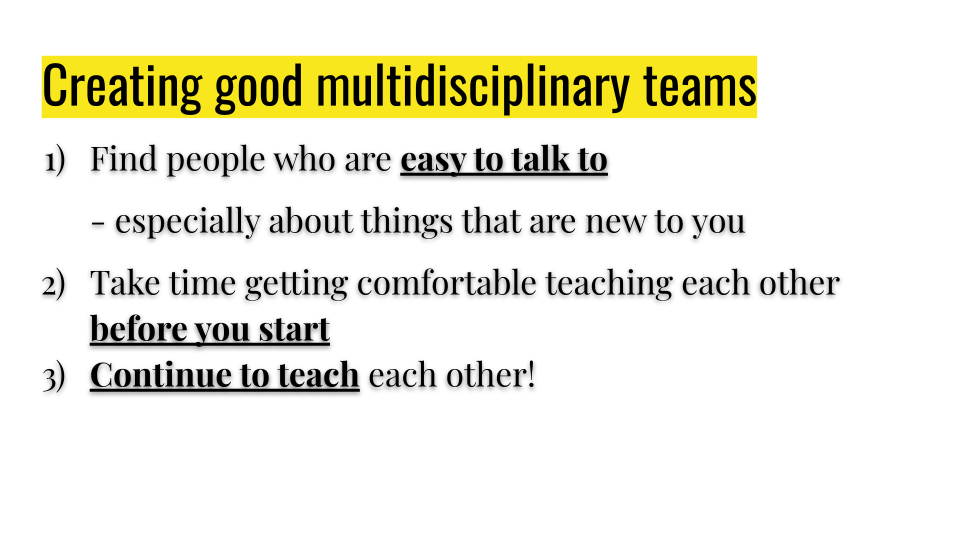 Creating good multidisciplinary teams
1) Find people who are easy to talk to
- especially about things that are new to you
2) Take time getting comfortable teaching each other
before you start
3) Continue to teach each other!